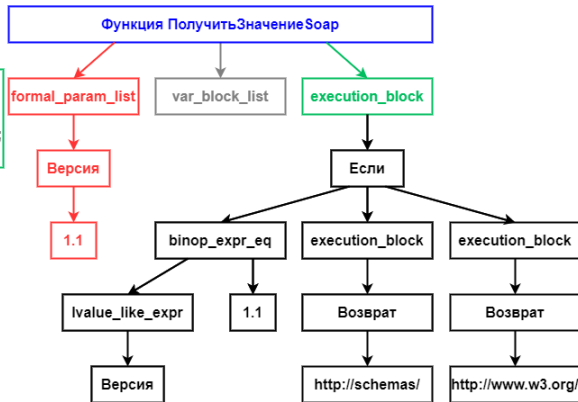 Функция ПолучитьЗначениеSoap
formal_param_list
var_block_list
execution_block
Версия
Если
1.1
binop_expr_eq
execution_block
execution_block
lvalue_like_expr
1.1
Возврат
Возврат
Версия
http://schemas/
http://www.w3.org/